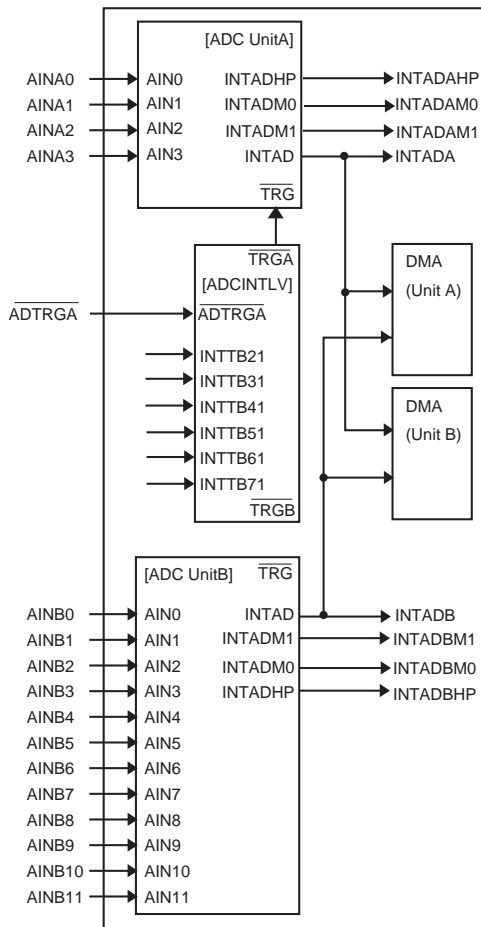 [ADC UnitA]
AINA0 AIN0 INTADHP INTADAHP
AINA1 AIN1 INTADM0 INTADAM0
AINA2 AIN2 INTADM1 INTADAM1
AINA3 AIN3 INTAD INTADA
TRG
TRGA
[ADCINTLV]
ADTRGA ADTRGA
INTTB21
INTTB31
INTTB41
INTTB51
INTTB61
INTTB71
TRGB
DMA
(Unit A)
DMA
(Unit B)
[ADC UnitB] TRG
AINB0 AIN0 INTAD INTADB
AINB1 AIN1 INTADM1 INTADBM1
AINB2 AIN2 INTADM0 INTADBM0
AINB3 AIN3 INTADHP INTADBHP
AINB4 AIN4
AINB5 AIN5
AINB6 AIN6
AINB7 AIN7
AINB8 AIN8
AINB9 AIN9
AINB10 AIN10
AINB11 AIN11